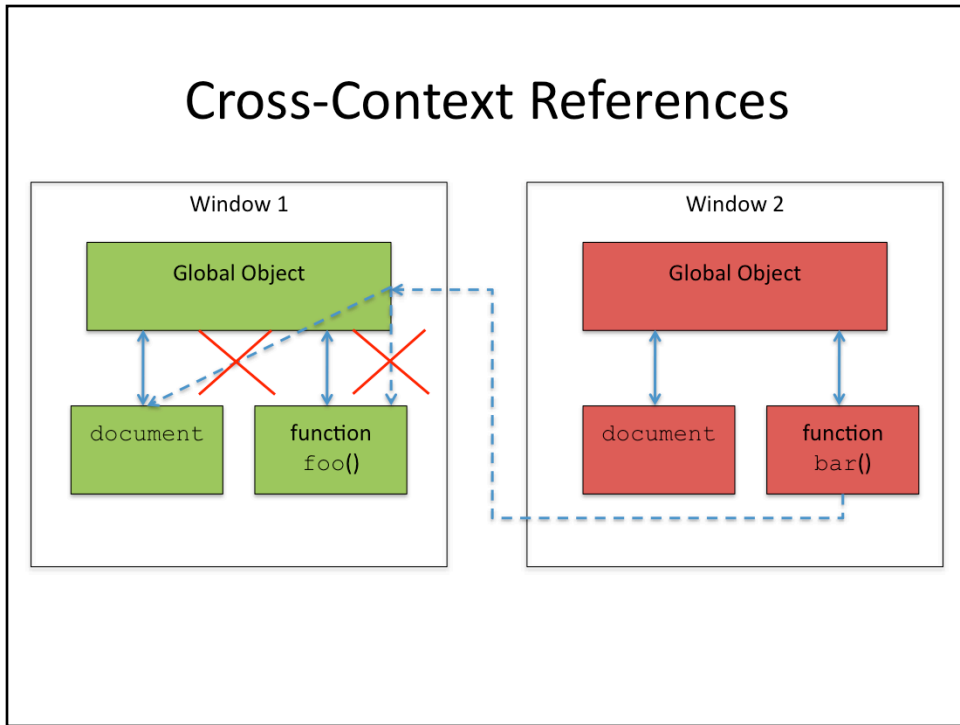 Cross-Context References
Window 1
Global Object
document
function
foo()
Window 2
Global Object
document
function
bar()